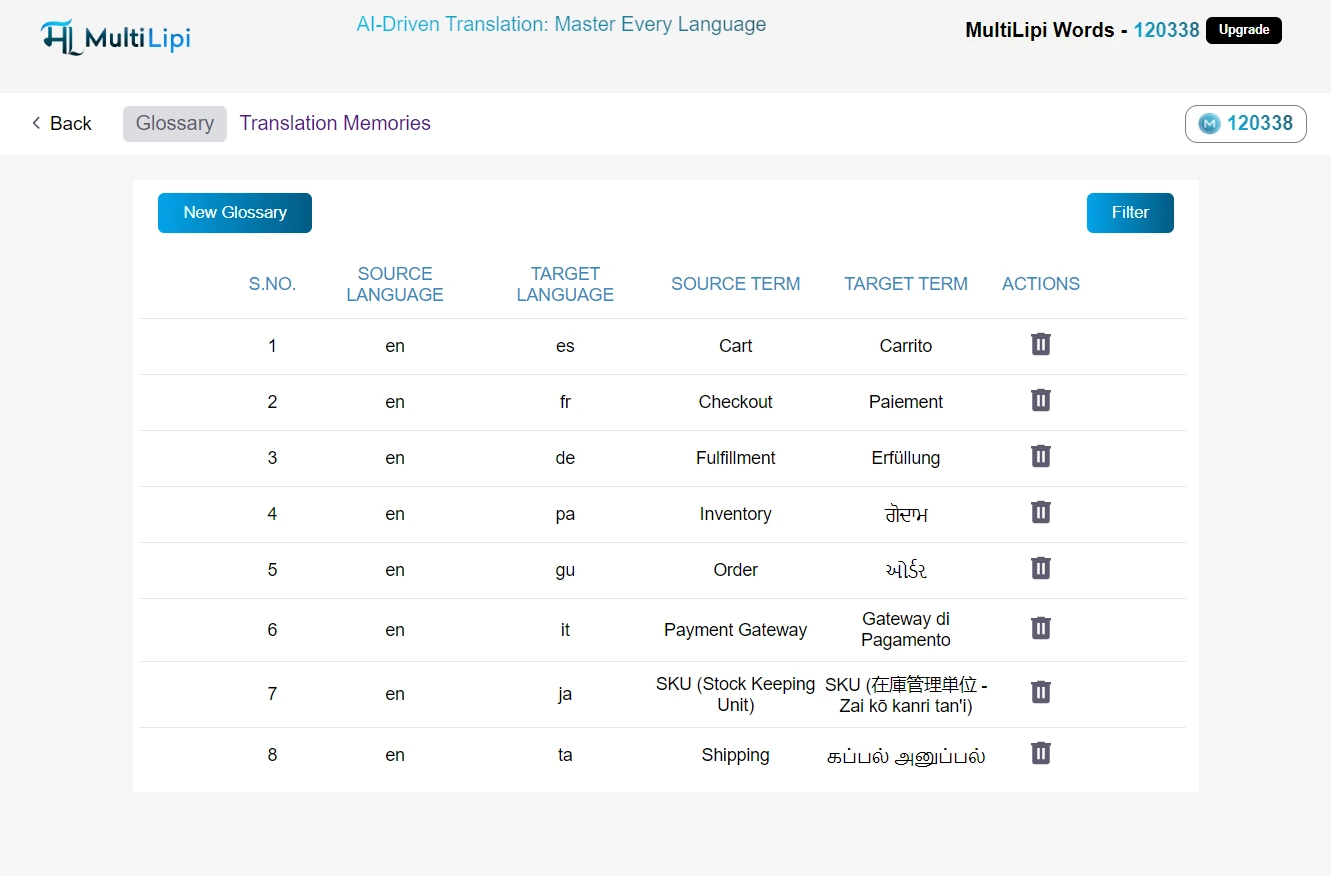 MultiLipi
AI-Driven Translation: Master Every Language
MultiLipi Words - 120338
Upgrade
Back
Glossary
Translation Memories
120338
New Glossary
Filter
S.NO.
SOURCE
LANGUAGE
TARGET
LANGUAGE
SOURCE TERM
TARGET TERM
ACTIONS
1 en es Cart Carrito
2 en fr Checkout Paiement
3 en de Fulfillment Erfüllung
4 en pa Inventory ਗੋਦਾਮ
5 en gu Order ઓર્ડર
6 en it Payment Gateway
Gateway di
Pagamento
7 en ja
SKU (Stock Keeping
Unit)
SKU (在庫管理単位 -
Zai kō kanri tan'i)
8 en ta Shipping கப்பல் அனுப்பல்